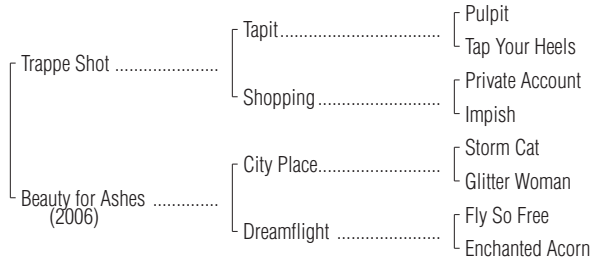 Pulpit
Tapit..................................
Tap Your Heels
Trappe Shot ......................
Private Account
Shopping..........................
Impish
Storm Cat
City Place..........................
Glitter Woman
Beauty for Ashes ..............
(2006)
Fly So Free
Dreamflight ......................
Enchanted Acorn